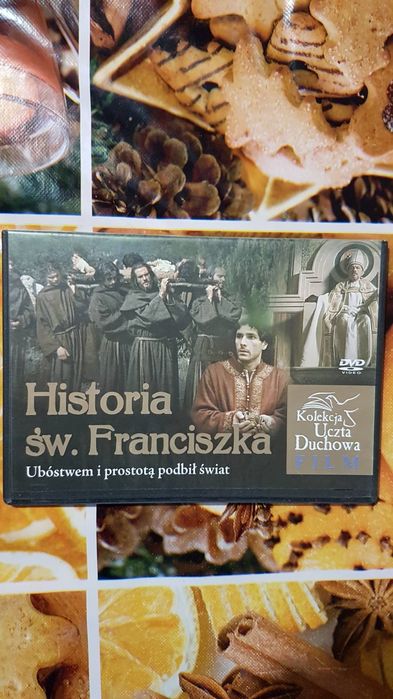 DVD
VIDEO
Historia
św. Franciszka
Ubóstwem i prostotą podbił świat
Kolekcja
Uczta
Duchowa
FILM